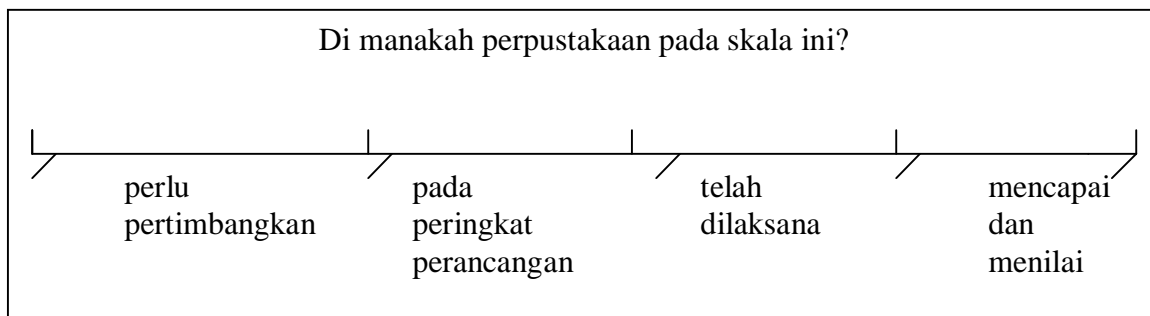 Di manakah perpustakaan pada skala ini?
perlu
pertimbangkan
pada
peringkat
perancangan
telah
dilaksana
mencapai
dan
menilai